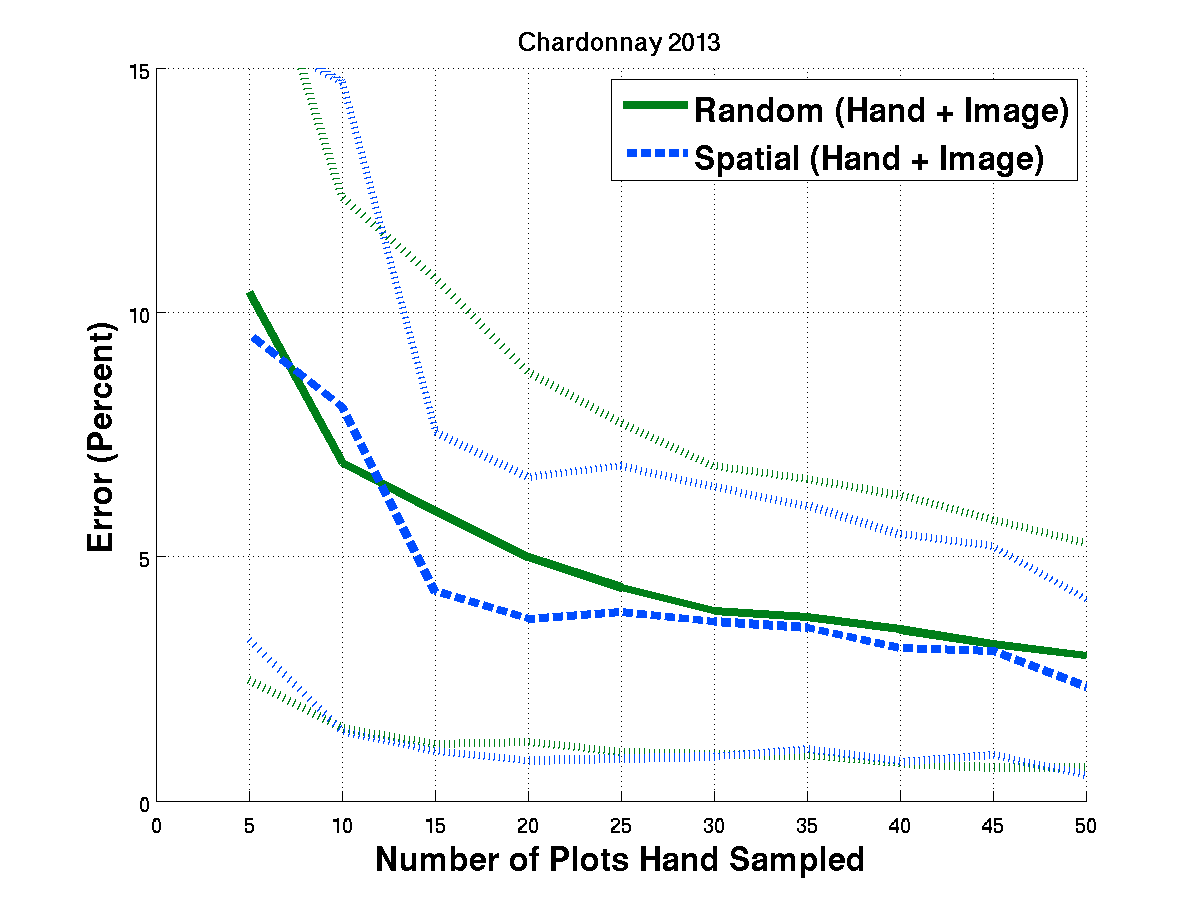 Chardonnay 2013
Random (Hand + Image)
Spatial (Hand + Image)
Error (Percent)
15
10
5
0
0 5 10 15 20 25 30 35 40 45 50
Number of Plots Hand Sampled